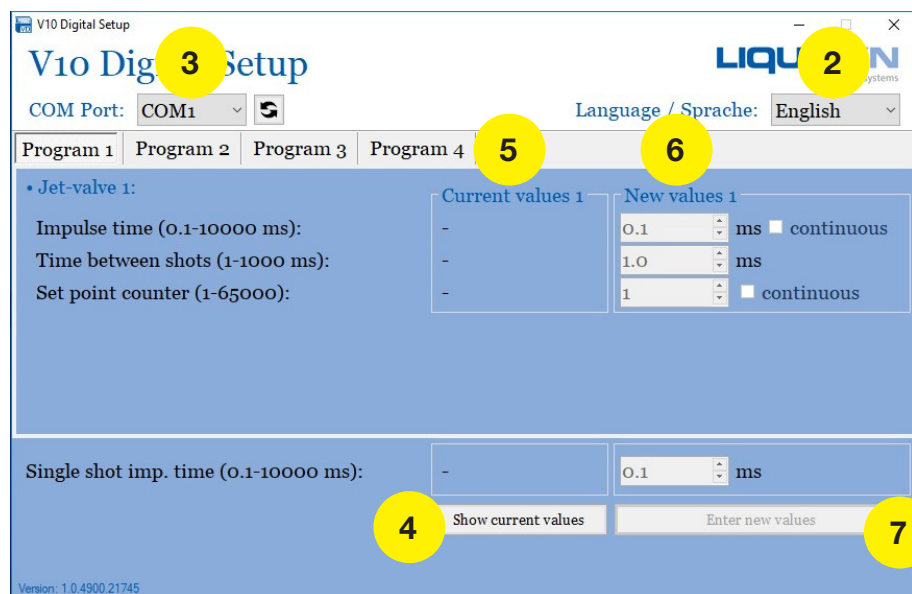 V10 Digital Setup
V10 Dig 3 Setup
LIQU 2 N
systems
COM Port: COM1
Language / Sprache: English
Program 1 Program 2 Program 3 Program 4 5 6
• Jet-valve 1:
Current values 1 New values 1
Impulse time (0.1-10000 ms): - 0.1 ms continuous
Time between shots (1-1000 ms): - 1.0 ms
Set point counter (1-65000): - 1 continuous
Single shot imp. time (0.1-10000 ms): - 0.1 ms
4 Show current values Enter new values 7
Version: 1.0.4900.21745